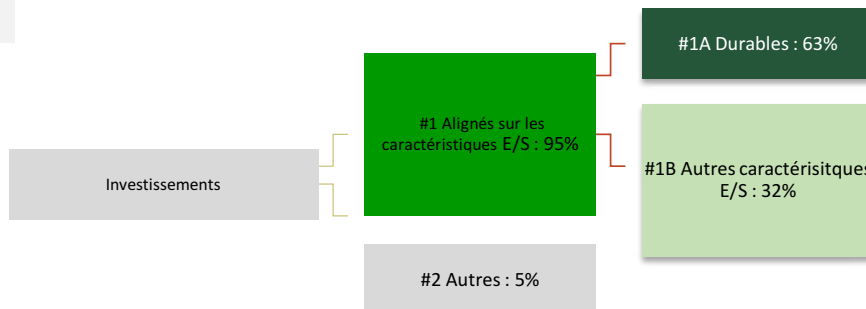 #1A Durables : 63%
#1 Alignés sur les
caractéristiques E/S : 95%
#1B Autres caractérisitques
E/S : 32%
Investissements
#2 Autres : 5%